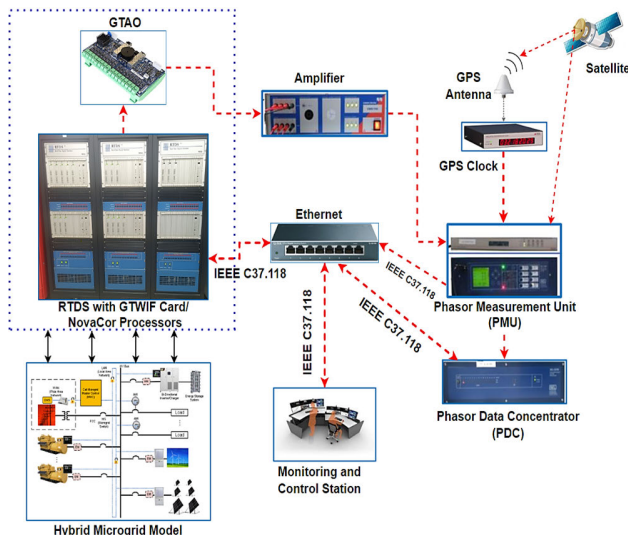 GTAO
Amplifier
GPS
Antenna
Satellite
GPS Clock
Ethernet
IEEE C37.118
RTDS with GTWIF Card/
NovaCor Processors
IEEE C37.118
Phasor Measurement Unit
(PMU)
IEEE C37.118
IEEE C37.118
Phasor Data Concentrator
(PDC)
Monitoring and
Control Station
Load
Load
Hybrid Microgrid Model